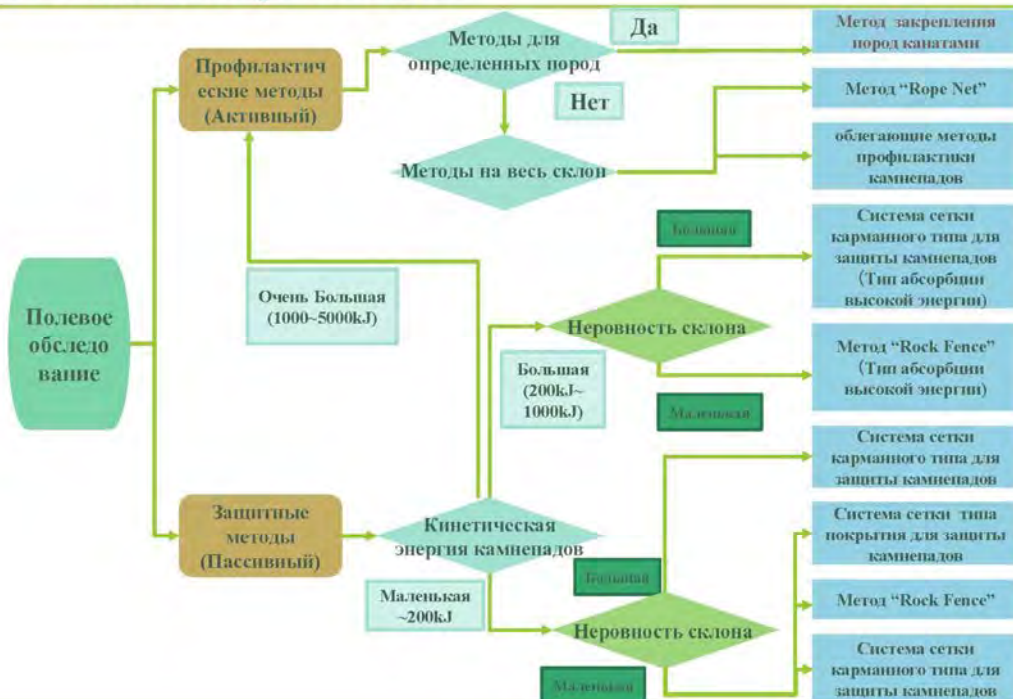 Полевое
обследо
вание
Профилактич
еские методы
(Активный)
Методы для
определенных пород
Да
Нет
Методы на весь склон
Метод закрепления
пород канатами
Метод “Rope Net”
облегающие методы
профилактики
камнепадов
Очень Большая
(1000~5000kJ)
Большая
(200kJ~
1000kJ)
Неровность склона
Большая
Маленькая
Система сетки
карманного типа для
защиты камнепадов
(Тип абсорбции
высокой энергии)
Метод “Rock Fence”
(Тип абсорбции
высокой энергии)
Защитные
методы
(Пассивный)
Кинетическая
энергия камнепадов
Маленькая
~200kJ
Неровность склона
Большая
Маленькая
Система сетки
карманного типа для
защиты камнепадов
Система сетки типа
покрытия для защиты
камнепадов
Метод “Rock Fence”
Система сетки
карманного типа для
защиты камнепадов